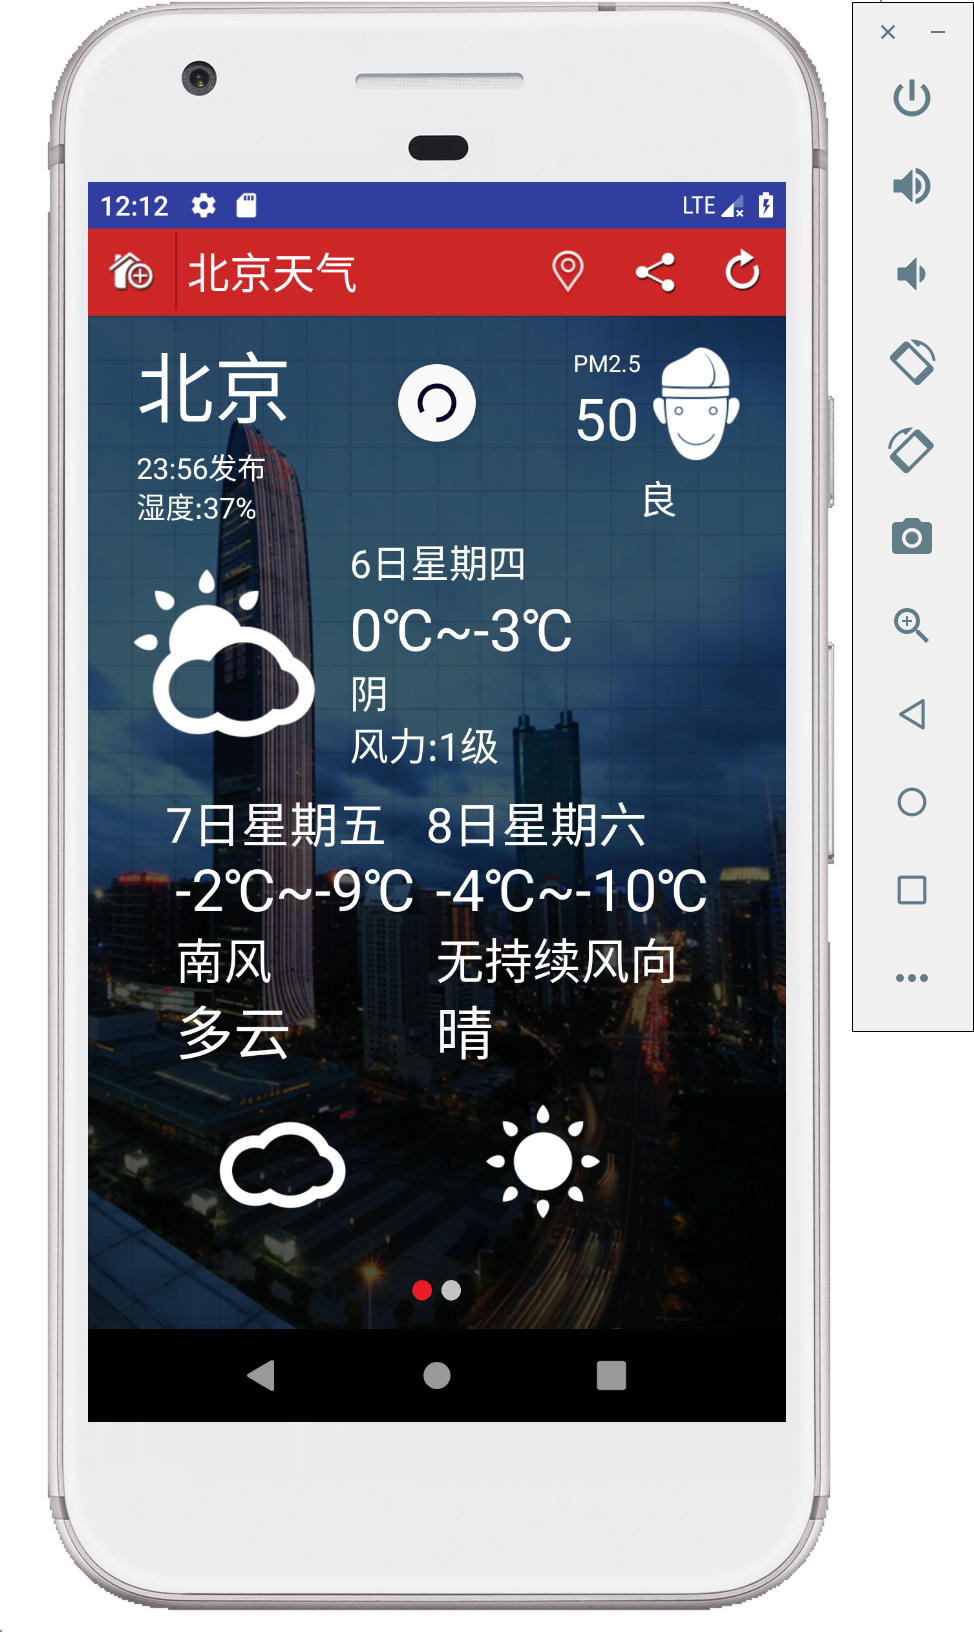 12:12 LTE
北京天气
北京
PM2.5
50
23:56发布
湿度:37%
良
6日星期四
0℃~-3℃
阴
风力:1级
7日星期五 8日星期六
-2℃~-9℃ -4℃~-10℃
南风 无持续风向
多云 晴